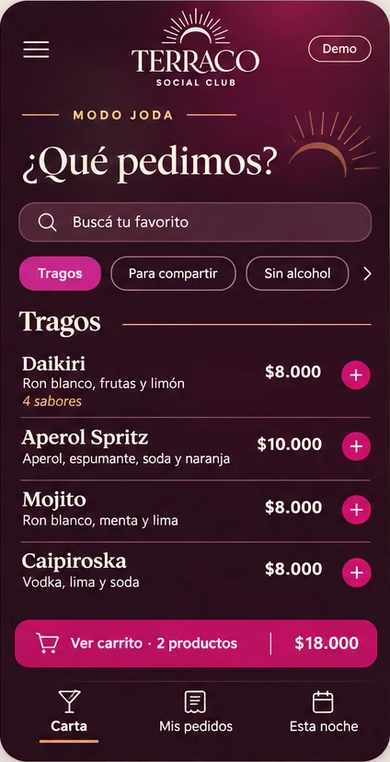 TERRACO
SOCIAL CLUB
Demo
MODO JODA
¿Qué pedimos?
Buscá tu favorito
Tragos
Para compartir
Sin alcohol
Tragos
Daikiri
$8.000
Ron blanco, frutas y limón
4 sabores
Aperol Spritz
$10.000
Aperol, espumante, soda y naranja
Mojito
$8.000
Ron blanco, menta y lima
Caipiroska
$8.000
Vodka, lima y soda
Ver carrito · 2 productos
$18.000
Carta
Mis pedidos
Esta noche